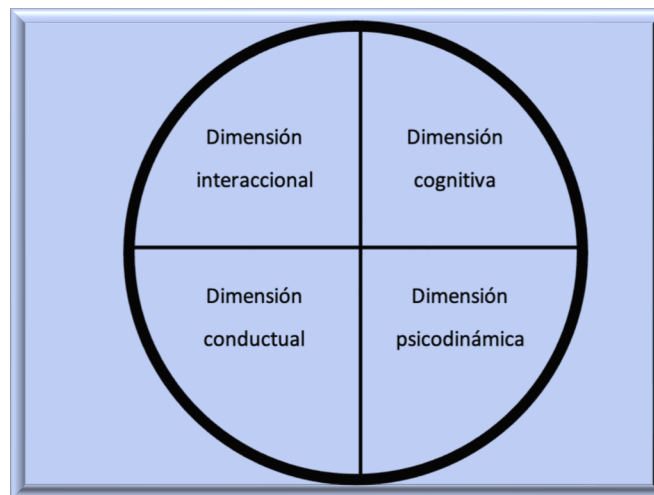 Dimensión
interaccional
Dimensión
cognitiva
Dimensión
conductual
Dimensión
psicodinámica